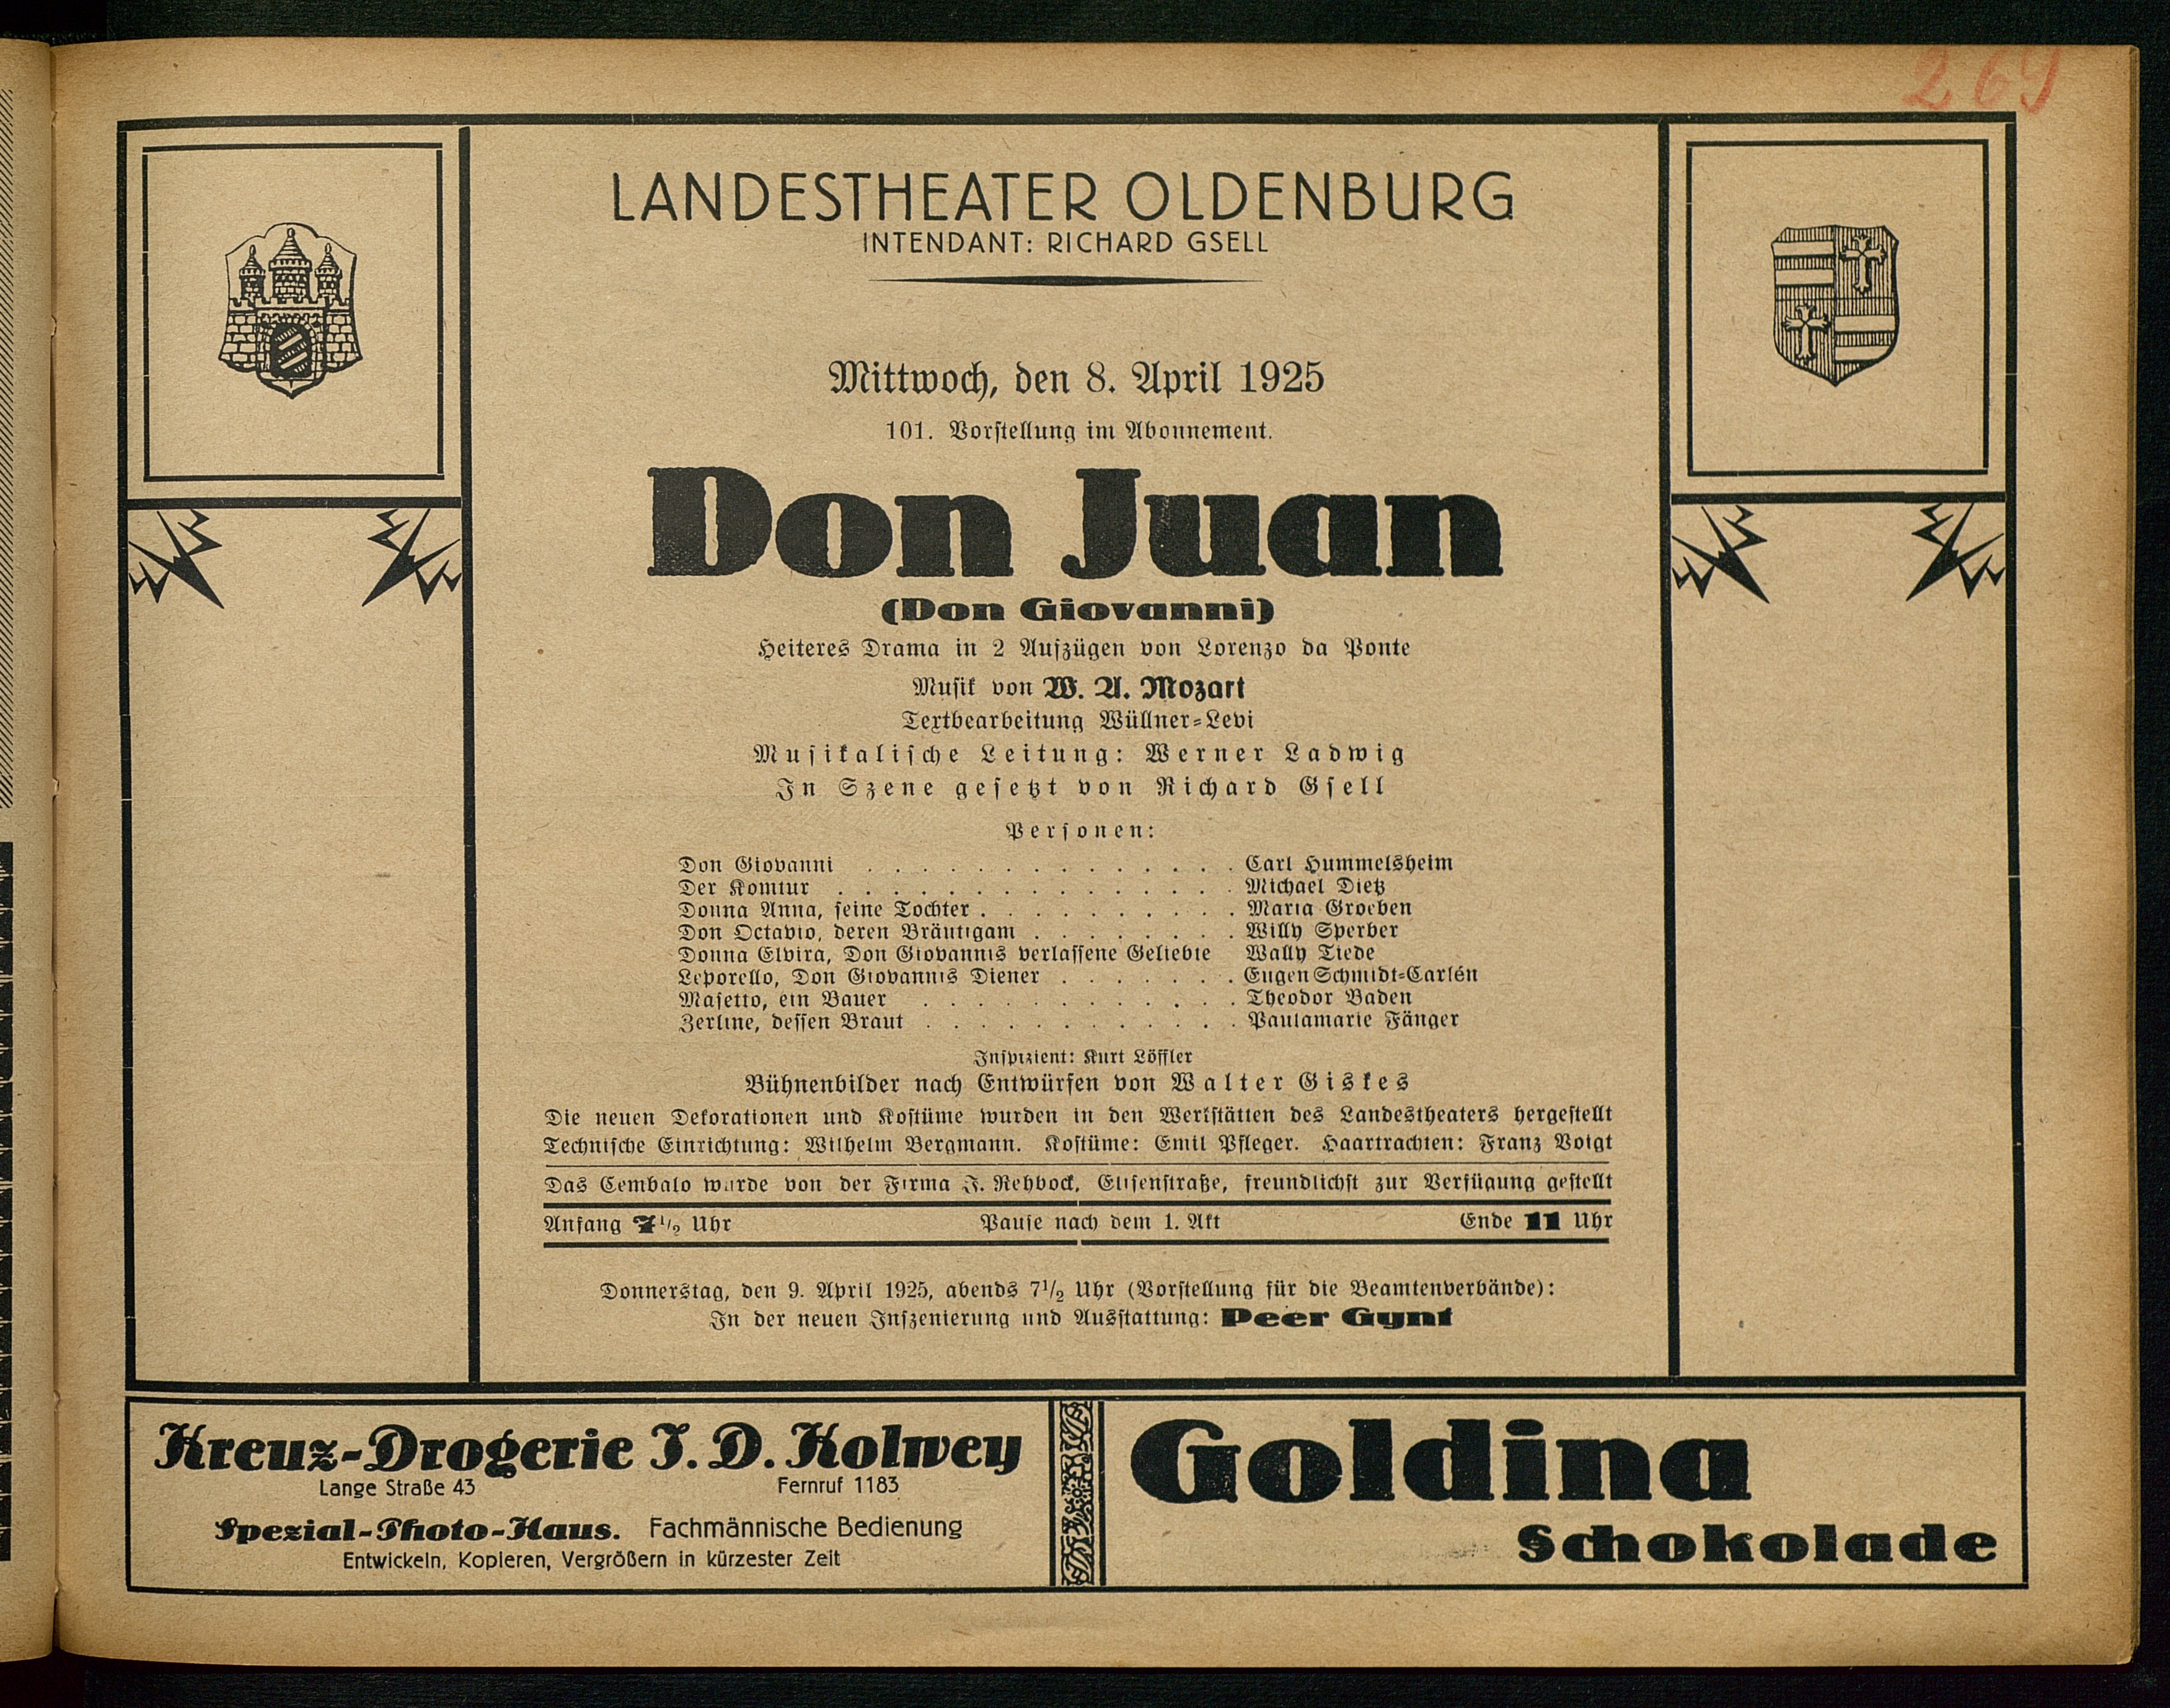 269
LANDESTHEATER OLDENBURG
INTENDANT: RICHARD GSELL
Mittwoch, den 8. April 1925
101. Vorstellung im Abonnement.
Don Juan
(Don Giovanni)
Heiteres Drama in 2 Aufzügen von Lorenzo da Ponte
Musik von W. A. Mozart
Textbearbeitung Wüllner-Levi
Musikalische Leitung: Werner Ladwig
In Szene gesetzt von Richard Gsell
Personen:
Don Giovanni . . . . . . . . . . . . . . Carl Hummelsheim
Der Komtur . . . . . . . . . . . . . . . Michael Dietz
Donna Anna, seine Tochter . . . . . . . . . . Maria Groeben
Don Octavio, deren Bräutigam . . . . . . . . Willy Sperber
Donna Elvira, Don Giovannis verlassene Geliebte Wally Tiede
Leporello, Don Giovannis Diener . . . . . . . Eugen Schmidt-Carlén
Masetto, ein Bauer . . . . . . . . . . . . Theodor Baden
Zerline, dessen Braut . . . . . . . . . . . . Paulamarie Fänger
Inspizient: Kurt Löffler
Bühnenbilder nach Entwürfen von Walter Giskes
Die neuen Dekorationen und Kostüme wurden in den Werkstätten des Landestheaters hergestellt
Technische Einrichtung: Wilhelm Bergmann. Kostüme: Emil Pfleger. Haartrachten: Franz Voigt
Das Cembalo wurde von der Firma J. Rehbock, Elisenstraße, freundlichst zur Verfügung gestellt
Anfang 7½ Uhr Pause nach dem 1. Akt Ende 11 Uhr
Donnerstag, den 9. April 1925, abends 7½ Uhr (Vorstellung für die Beamtenverbände):
In der neuen Inszenierung und Ausstattung: Peer Gynt
Kreuz-Drogerie J. D. Kolwey
Lange Straße 43 Fernruf 1183
Spezial-Photo-Haus. Fachmännische Bedienung
Entwickeln, Kopieren, Vergrößern in kürzester Zeit
Goldina
Schokolade